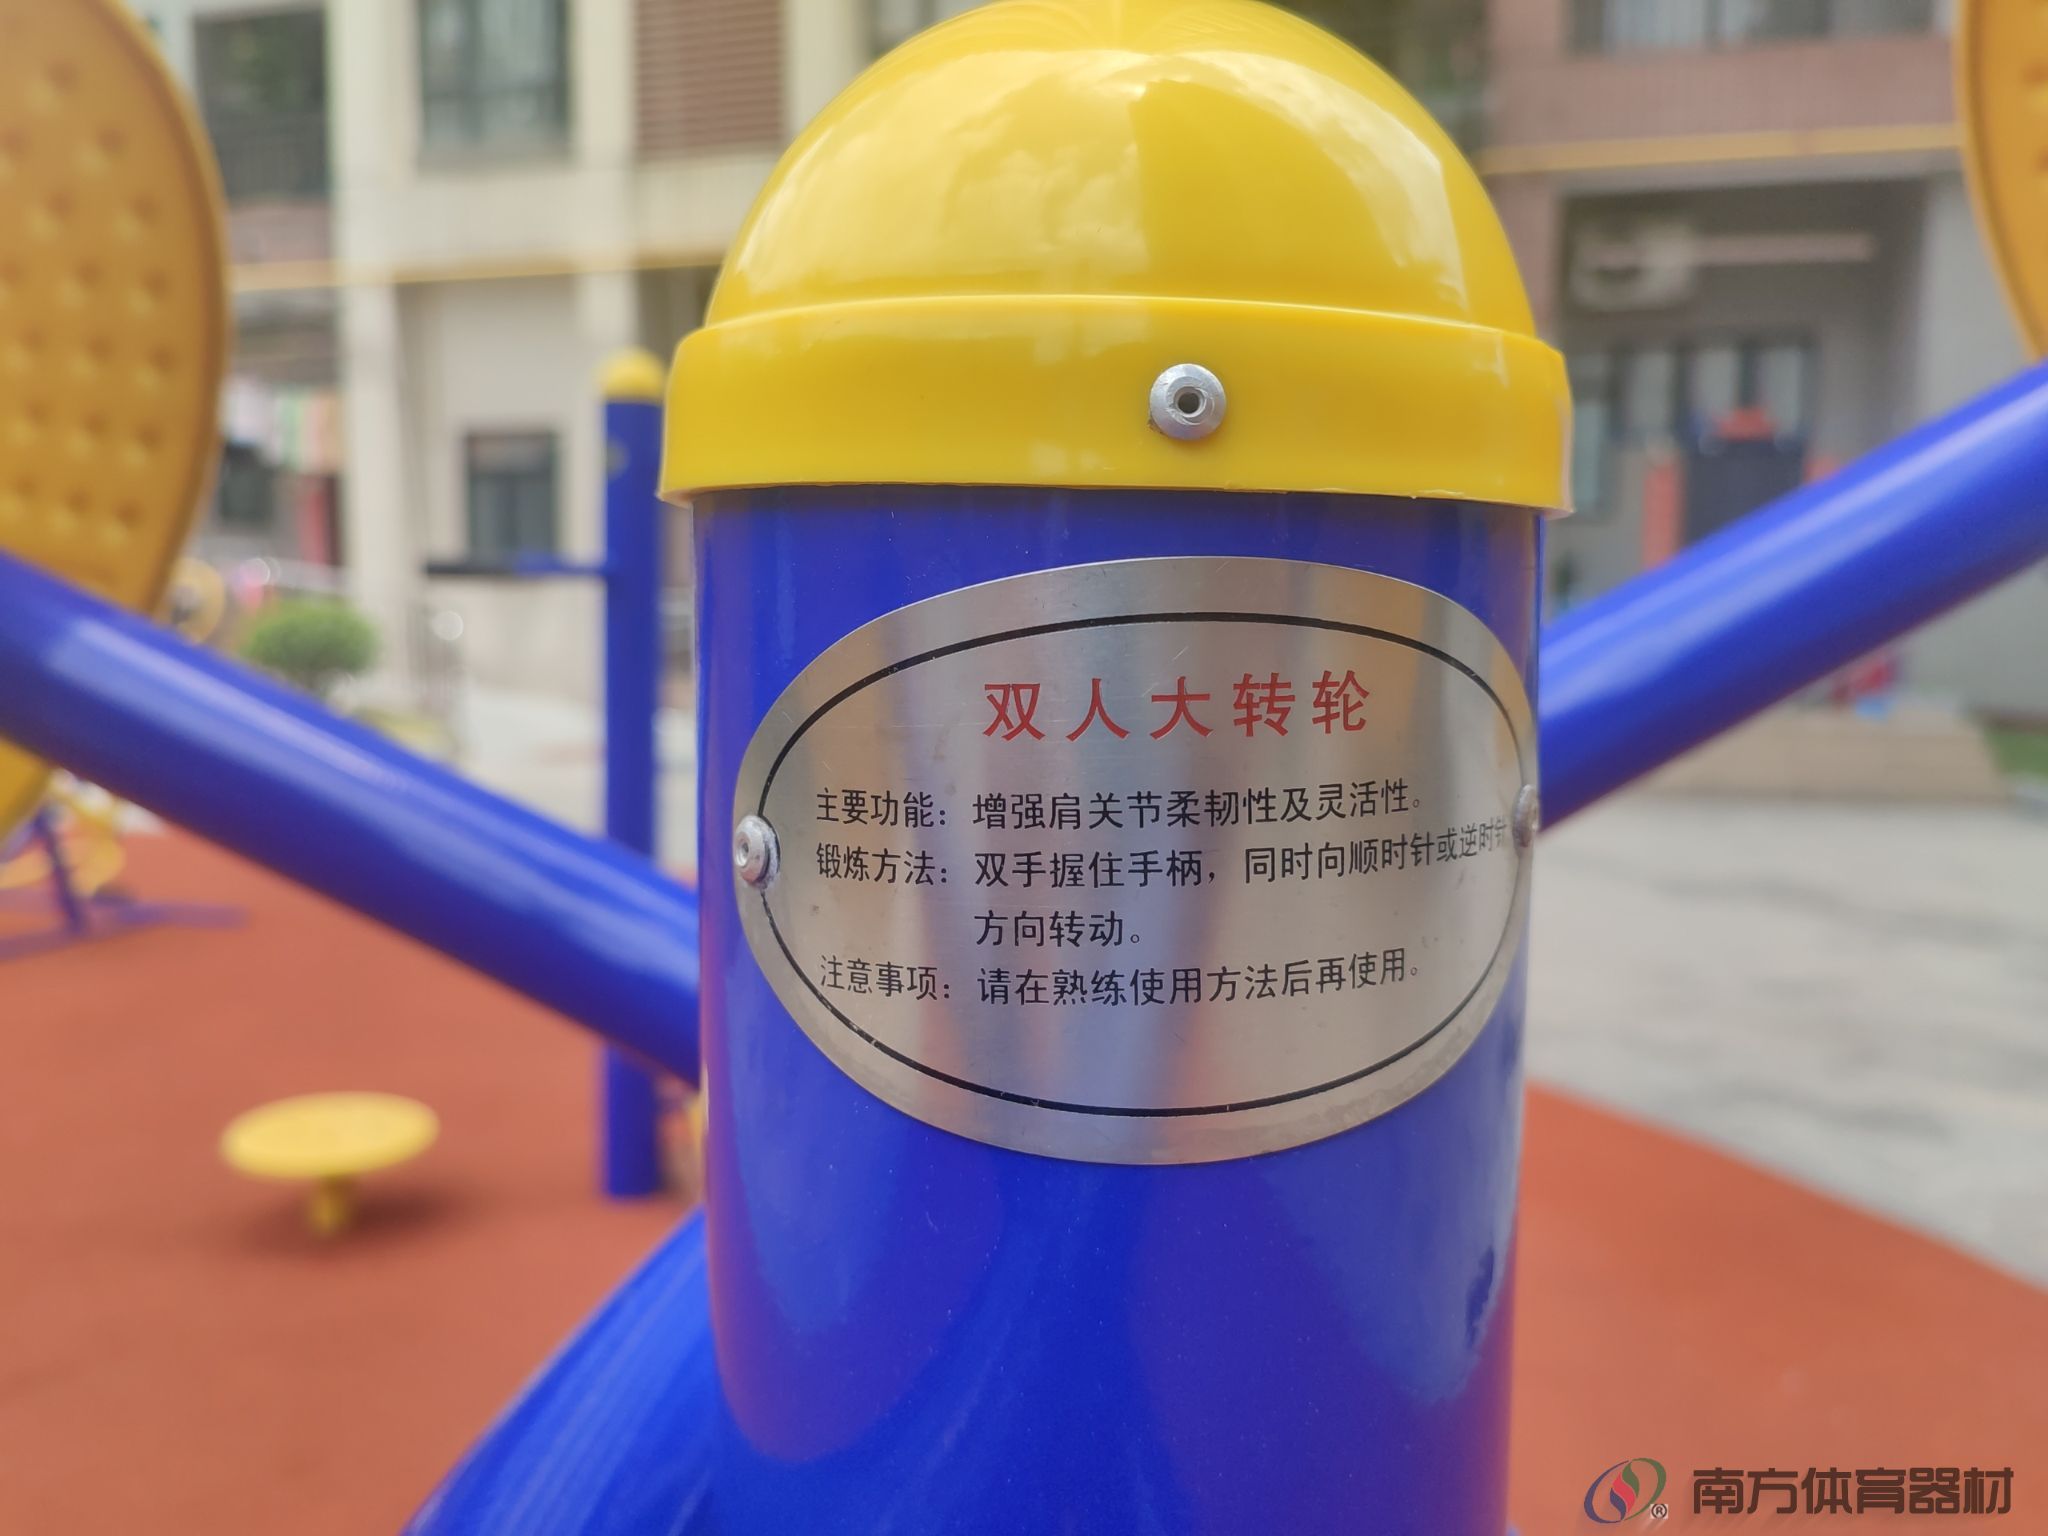 双人大转轮
主要功能：增强肩关节柔韧性及灵活性。
锻炼方法：双手握住手柄，同时向顺时针或逆时针
方向转动。
注意事项：请在熟练使用方法后再使用。
南方体育器材
®